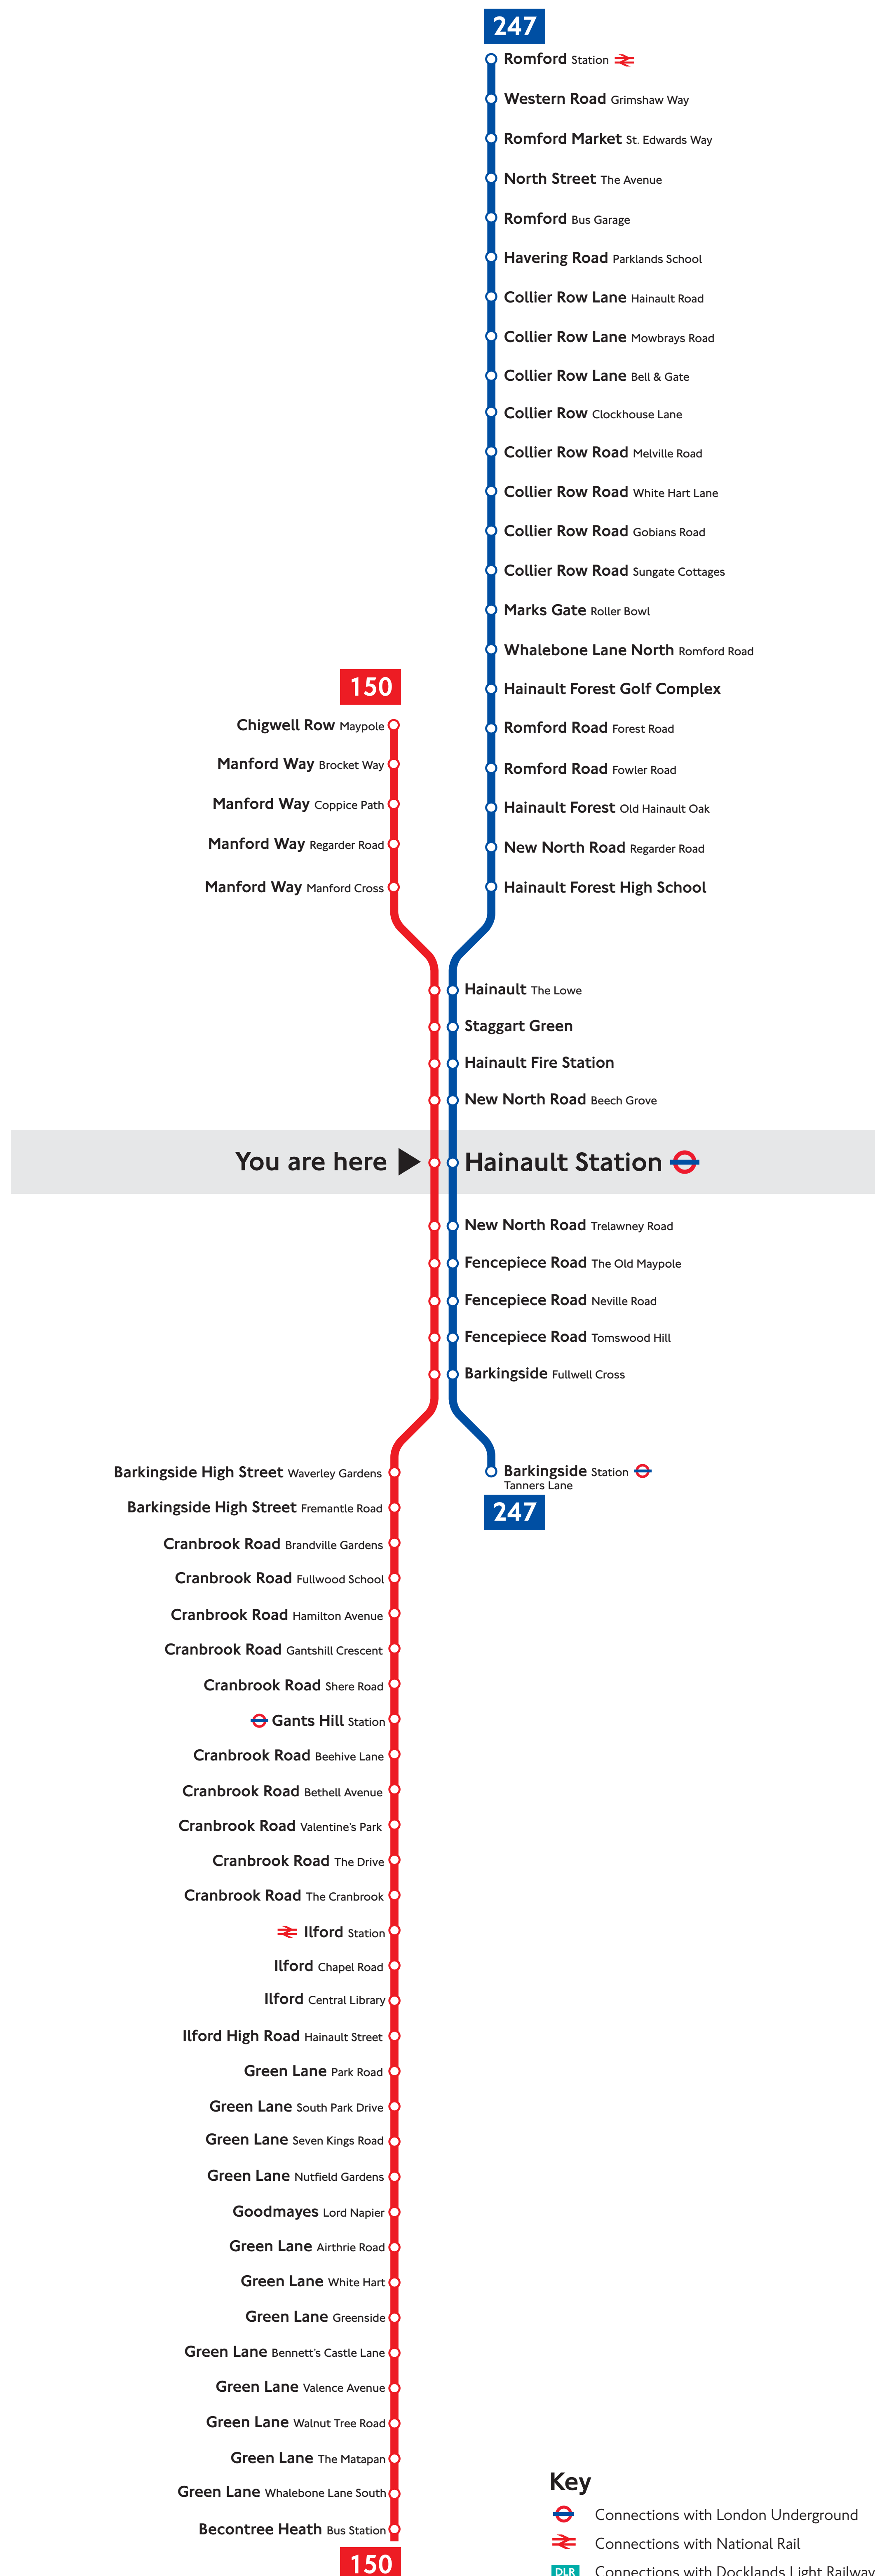 247
Romford Station
Western Road Grimshaw Way
Romford Market St. Edwards Way
North Street The Avenue
Romford Bus Garage
Havering Road Parklands School
Collier Row Lane Hainault Road
Collier Row Lane Mowbrays Road
Collier Row Lane Bell & Gate
Collier Row Clockhouse Lane
Collier Row Road Melville Road
Collier Row Road White Hart Lane
Collier Row Road Gobians Road
Collier Row Road Sungate Cottages
Marks Gate Roller Bowl
Whalebone Lane North Romford Road
Hainault Forest Golf Complex
Romford Road Forest Road
Romford Road Fowler Road
Hainault Forest Old Hainault Oak
New North Road Regarder Road
Hainault Forest High School
150
Chigwell Row Maypole
Manford Way Brocket Way
Manford Way Coppice Path
Manford Way Regarder Road
Manford Way Manford Cross
Hainault The Lowe
Staggart Green
Hainault Fire Station
New North Road Beech Grove
You are here Hainault Station
New North Road Trelawney Road
Fencepiece Road The Old Maypole
Fencepiece Road Neville Road
Fencepiece Road Tomswood Hill
Barkingside Fullwell Cross
Barkingside Station
Tanners Lane
247
Barkingside High Street Waverley Gardens
Barkingside High Street Fremantle Road
Cranbrook Road Brandville Gardens
Cranbrook Road Fullwood School
Cranbrook Road Hamilton Avenue
Cranbrook Road Gantshill Crescent
Cranbrook Road Shere Road
Gants Hill Station
Cranbrook Road Beehive Lane
Cranbrook Road Bethell Avenue
Cranbrook Road Valentine's Park
Cranbrook Road The Drive
Cranbrook Road The Cranbrook
Ilford Station
Ilford Chapel Road
Ilford Central Library
Ilford High Road Hainault Street
Green Lane Park Road
Green Lane South Park Drive
Green Lane Seven Kings Road
Green Lane Nutfield Gardens
Goodmayes Lord Napier
Green Lane Airthrie Road
Green Lane White Hart
Green Lane Greenside
Green Lane Bennett's Castle Lane
Green Lane Valence Avenue
Green Lane Walnut Tree Road
Green Lane The Matapan
Green Lane Whalebone Lane South
Becontree Heath Bus Station
150
Key
Connections with London Underground
Connections with National Rail
DLR Connections with Docklands Light Railway